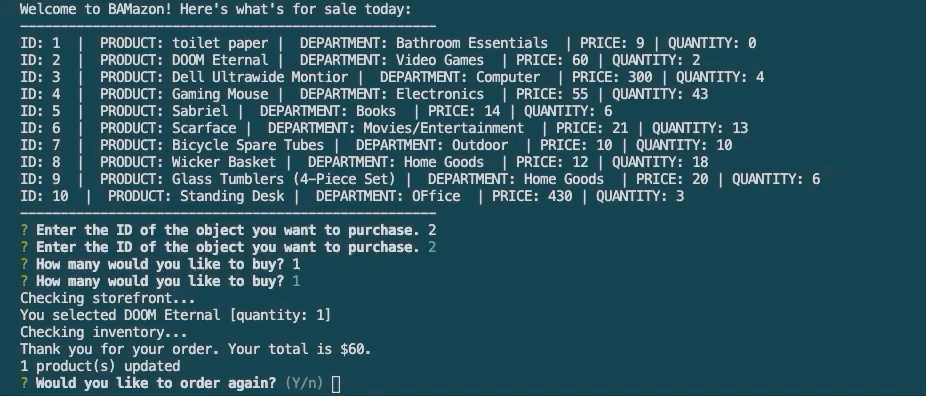 Welcome to BAMazon! Here's what's for sale today:
ID: 1 | PRODUCT: toilet paper | DEPARTMENT: Bathroom Essentials | PRICE: 9 | QUANTITY: 0
ID: 2 | PRODUCT: DOOM Eternal | DEPARTMENT: Video Games | PRICE: 60 | QUANTITY: 2
ID: 3 | PRODUCT: Dell Ultrawide Montior | DEPARTMENT: Computer | PRICE: 300 | QUANTITY: 4
ID: 4 | PRODUCT: Gaming Mouse | DEPARTMENT: Electronics | PRICE: 55 | QUANTITY: 43
ID: 5 | PRODUCT: Sabriel | DEPARTMENT: Books | PRICE: 14 | QUANTITY: 6
ID: 6 | PRODUCT: Scarface | DEPARTMENT: Movies/Entertainment | PRICE: 21 | QUANTITY: 13
ID: 7 | PRODUCT: Bicycle Spare Tubes | DEPARTMENT: Outdoor | PRICE: 10 | QUANTITY: 10
ID: 8 | PRODUCT: Wicker Basket | DEPARTMENT: Home Goods | PRICE: 12 | QUANTITY: 18
ID: 9 | PRODUCT: Glass Tumblers (4-Piece Set) | DEPARTMENT: Home Goods | PRICE: 20 | QUANTITY: 6
ID: 10 | PRODUCT: Standing Desk | DEPARTMENT: OFfice | PRICE: 430 | QUANTITY: 3
? Enter the ID of the object you want to purchase. 2
? Enter the ID of the object you want to purchase. 2
? How many would you like to buy? 1
? How many would you like to buy? 1
Checking storefront...
You selected DOOM Eternal [quantity: 1]
Checking inventory...
Thank you for your order. Your total is $60.
1 product(s) updated
? Would you like to order again? (Y/n)